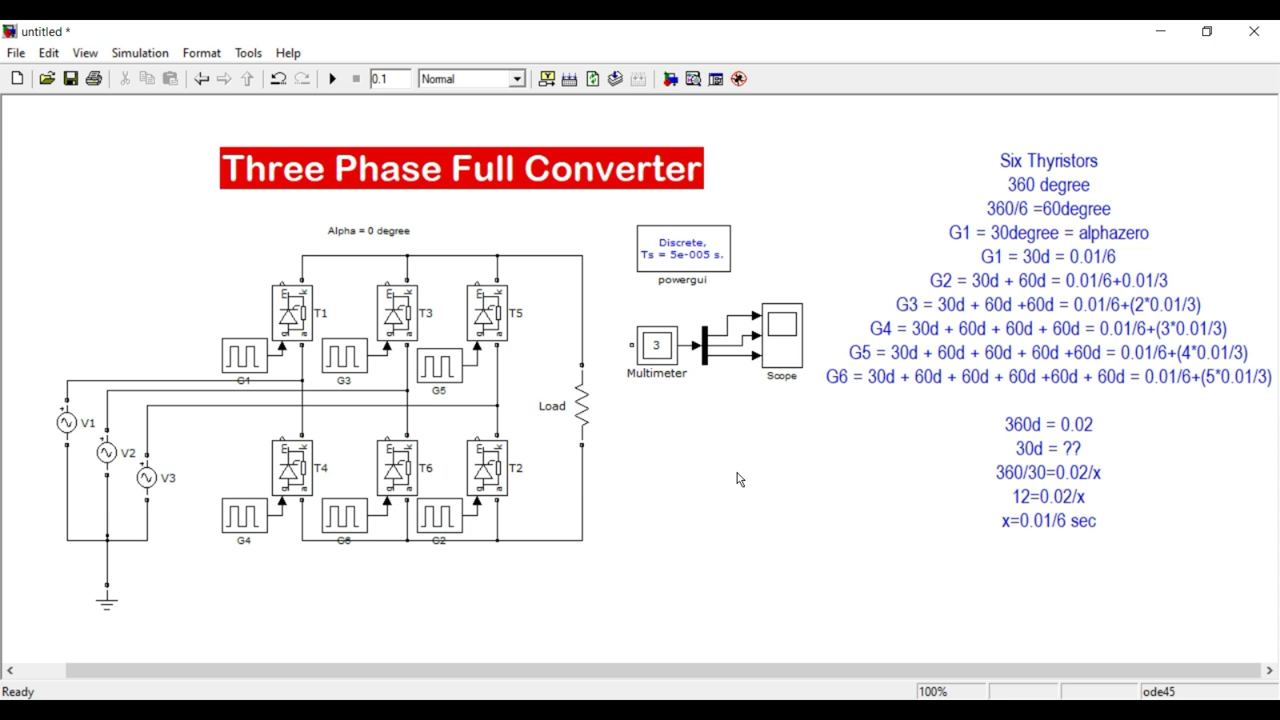 untitled *
File Edit View Simulation Format Tools Help
0.1 Normal
Three Phase Full Converter
Alpha = 0 degree
T1
T3
T5
G1
G3
G5
V1
V2
V3
Load
T4
T6
T2
G4
G6
G2
Discrete,
Ts = 5e-005 s.
powergui
3
Multimeter
Scope
Six Thyristors
360 degree
360/6 =60degree
G1 = 30degree = alphazero
G1 = 30d = 0.01/6
G2 = 30d + 60d = 0.01/6+0.01/3
G3 = 30d + 60d +60d = 0.01/6+(2*0.01/3)
G4 = 30d + 60d + 60d + 60d = 0.01/6+(3*0.01/3)
G5 = 30d + 60d + 60d + 60d +60d = 0.01/6+(4*0.01/3)
G6 = 30d + 60d + 60d + 60d +60d + 60d = 0.01/6+(5*0.01/3)
360d = 0.02
30d = ??
360/30=0.02/x
12=0.02/x
x=0.01/6 sec
Ready 100% ode45